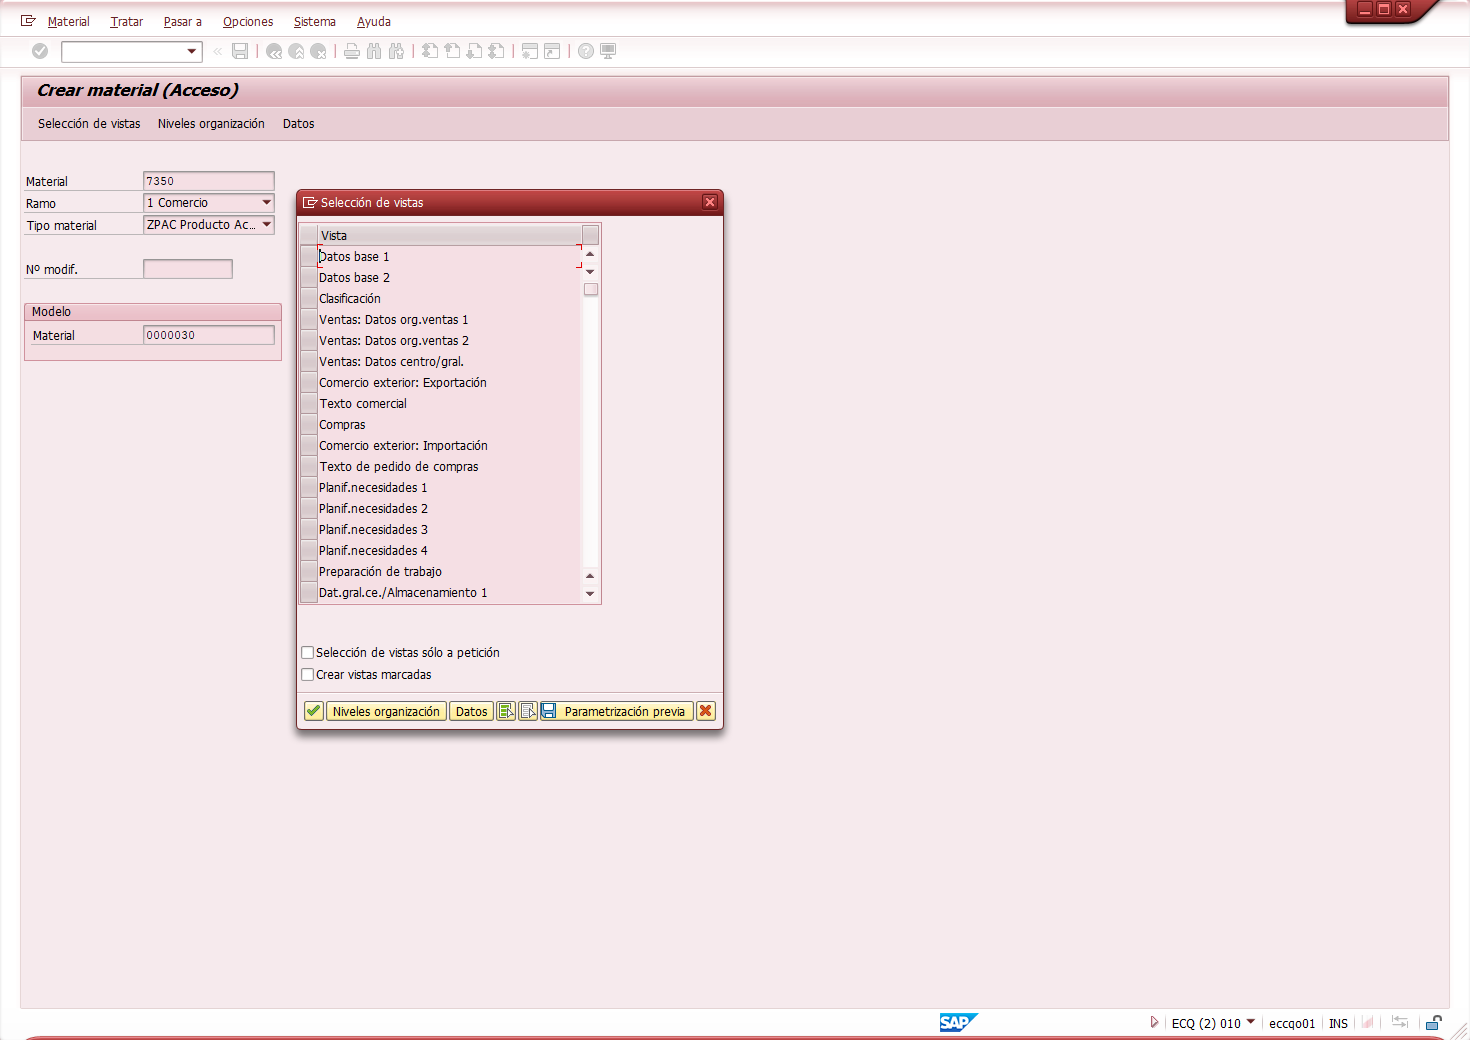 Material Tratar Pasar a Opciones Sistema Ayuda
Crear material (Acceso)
Selección de vistas Niveles organización Datos
Material 7350
Ramo 1 Comercio
Tipo material ZPAC Producto Ac...
Nº modif.
Modelo
Material 0000030
Selección de vistas
Vista
Datos base 1
Datos base 2
Clasificación
Ventas: Datos org.ventas 1
Ventas: Datos org.ventas 2
Ventas: Datos centro/gral.
Comercio exterior: Exportación
Texto comercial
Compras
Comercio exterior: Importación
Texto de pedido de compras
Planif.necesidades 1
Planif.necesidades 2
Planif.necesidades 3
Planif.necesidades 4
Preparación de trabajo
Dat.gral.ce./Almacenamiento 1
Selección de vistas sólo a petición
Crear vistas marcadas
Niveles organización Datos Parametrización previa
SAP ECQ (2) 010 eccqo01 INS